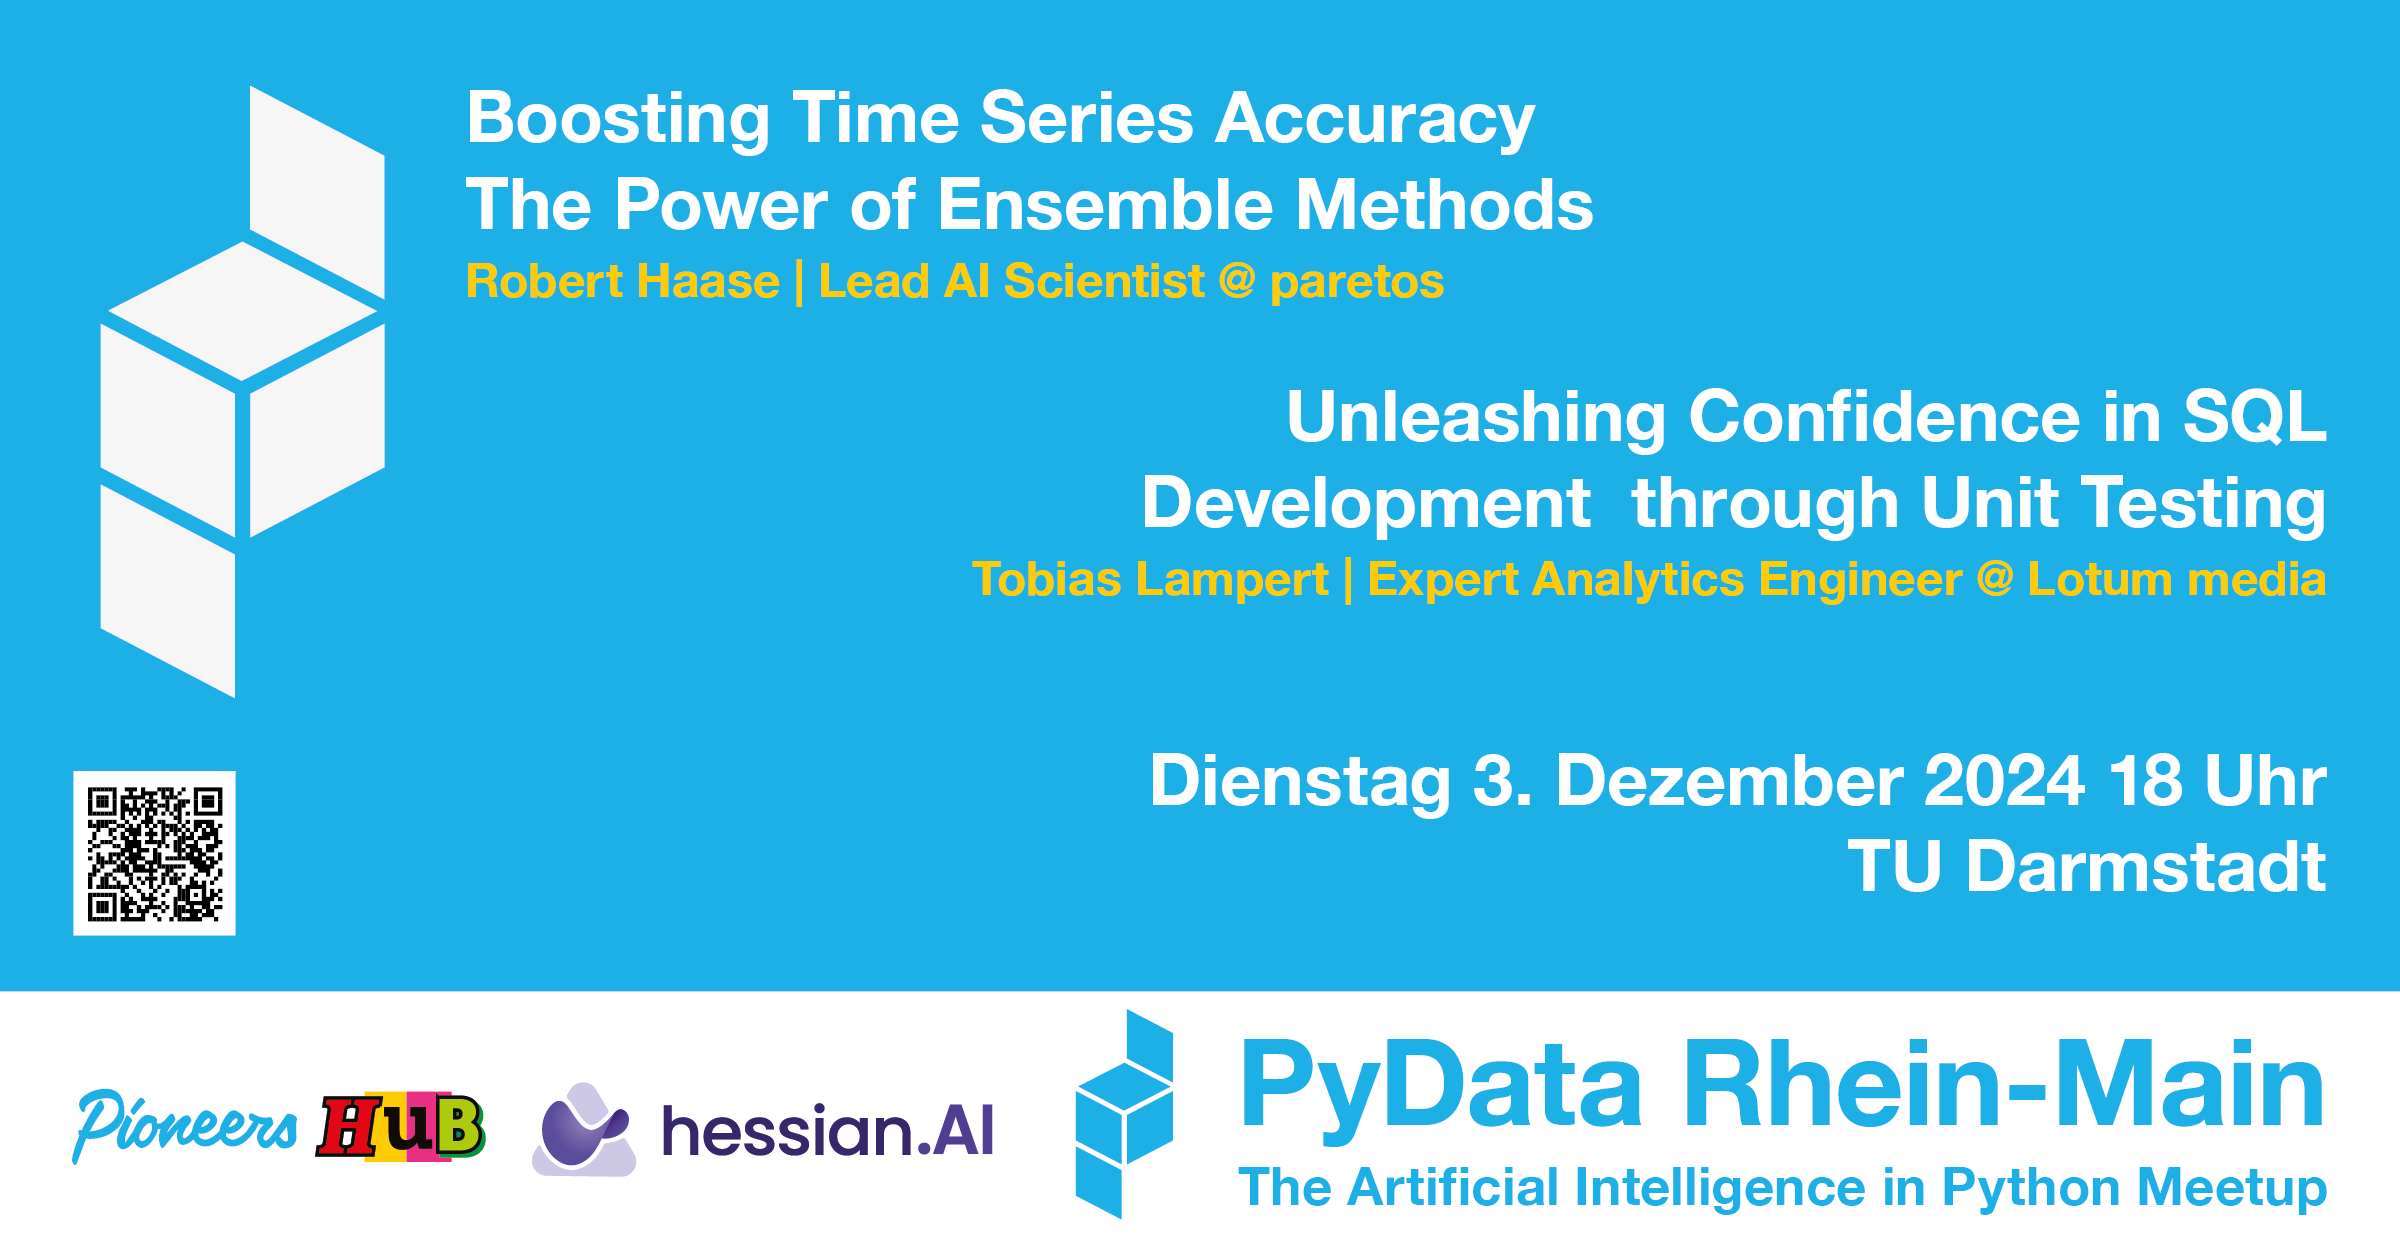 Boosting Time Series Accuracy
The Power of Ensemble Methods
Robert Haase | Lead AI Scientist @ paretos
Unleashing Confidence in SQL
Development  through Unit Testing
Tobias Lampert | Expert Analytics Engineer @ Lotum media
Dienstag 3. Dezember 2024 18 Uhr
TU Darmstadt
Pioneers HuB
hessian.AI
PyData Rhein-Main
The Artificial Intelligence in Python Meetup